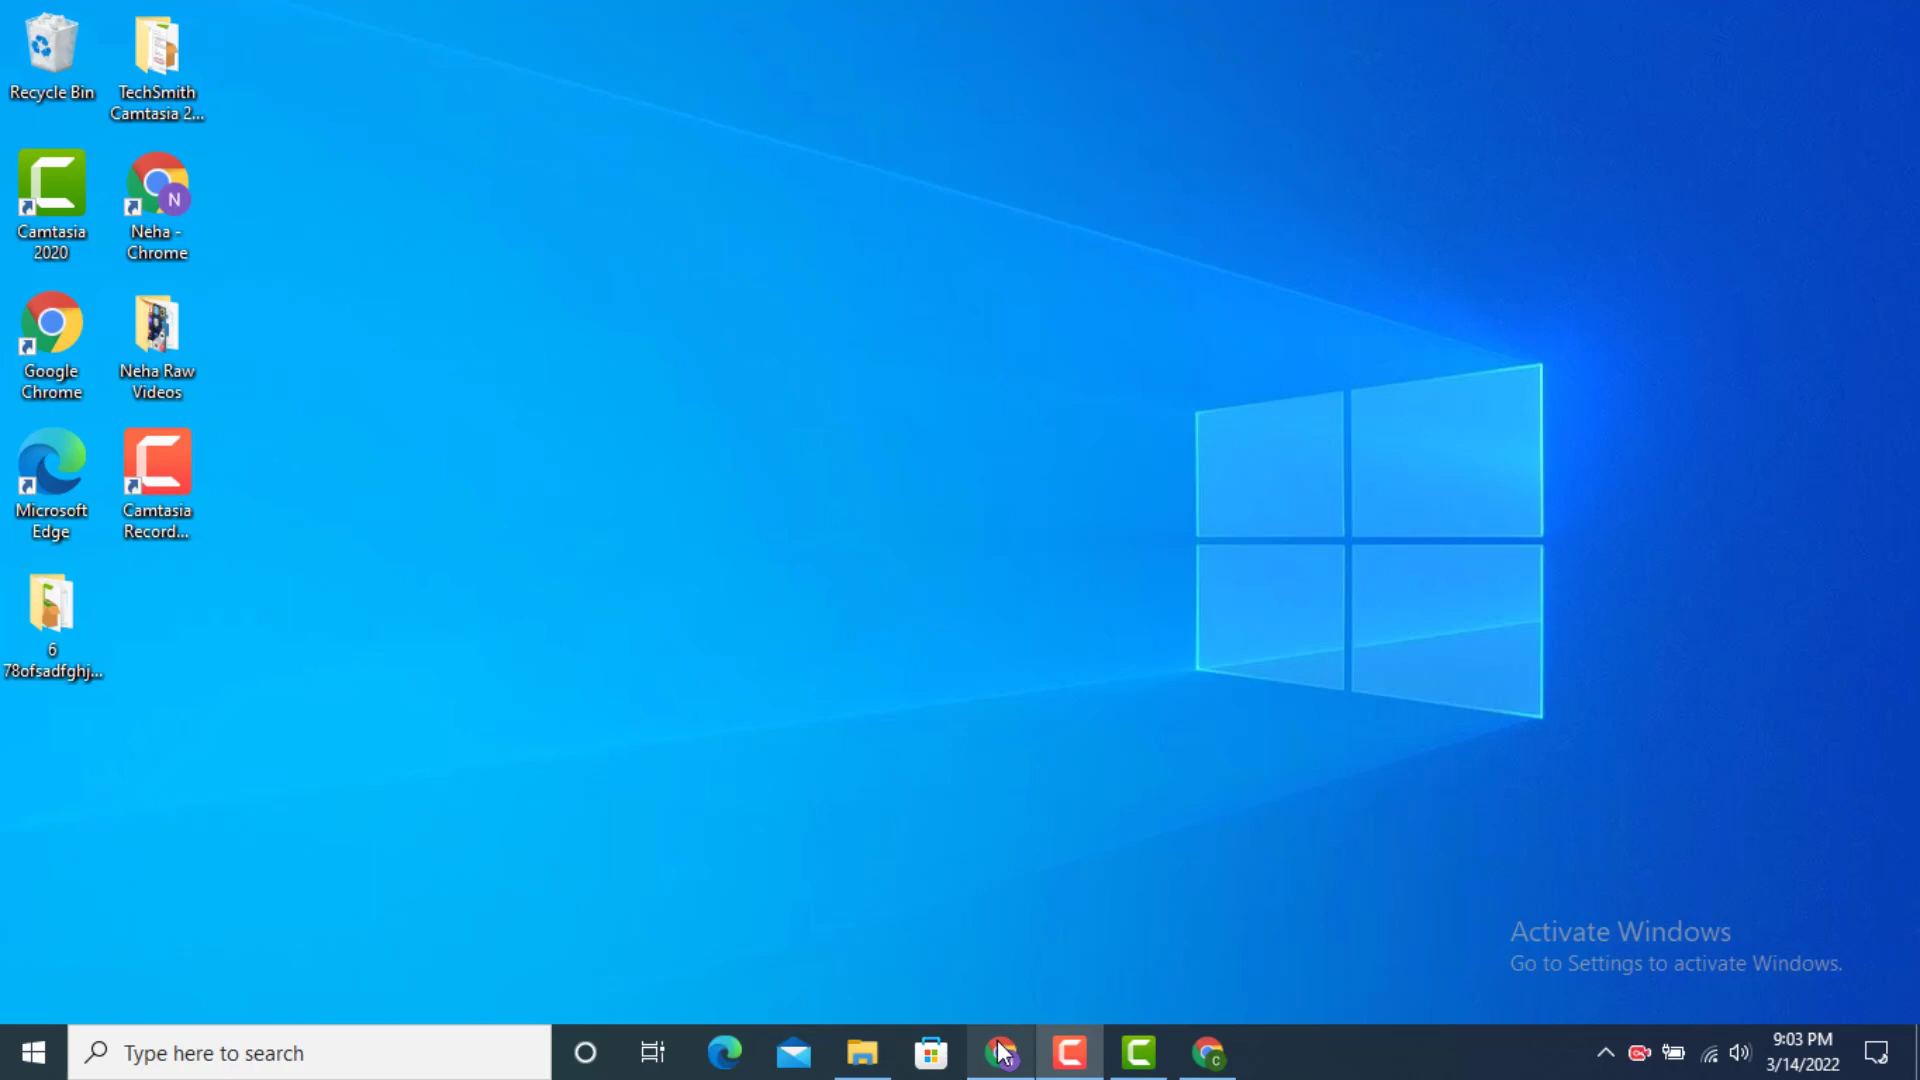 Recycle Bin
TechSmith
Camtasia 2...
Camtasia
2020
N
Neha -
Chrome
Google
Chrome
Neha Raw
Videos
Microsoft
Edge
Camtasia
Record...
6
78ofsadfghj...
Activate Windows
Go to Settings to activate Windows.
Type here to search
C
9:03 PM
3/14/2022